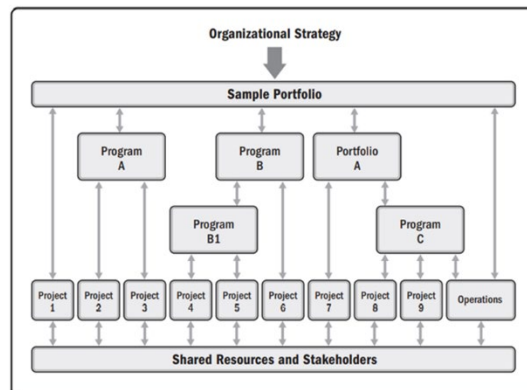 Organizational Strategy
Sample Portfolio
Program
A
Program
B
Portfolio
A
Program
B1
Program
C
Project
1
Project
2
Project
3
Project
4
Project
5
Project
6
Project
7
Project
8
Project
9
Operations
Shared Resources and Stakeholders